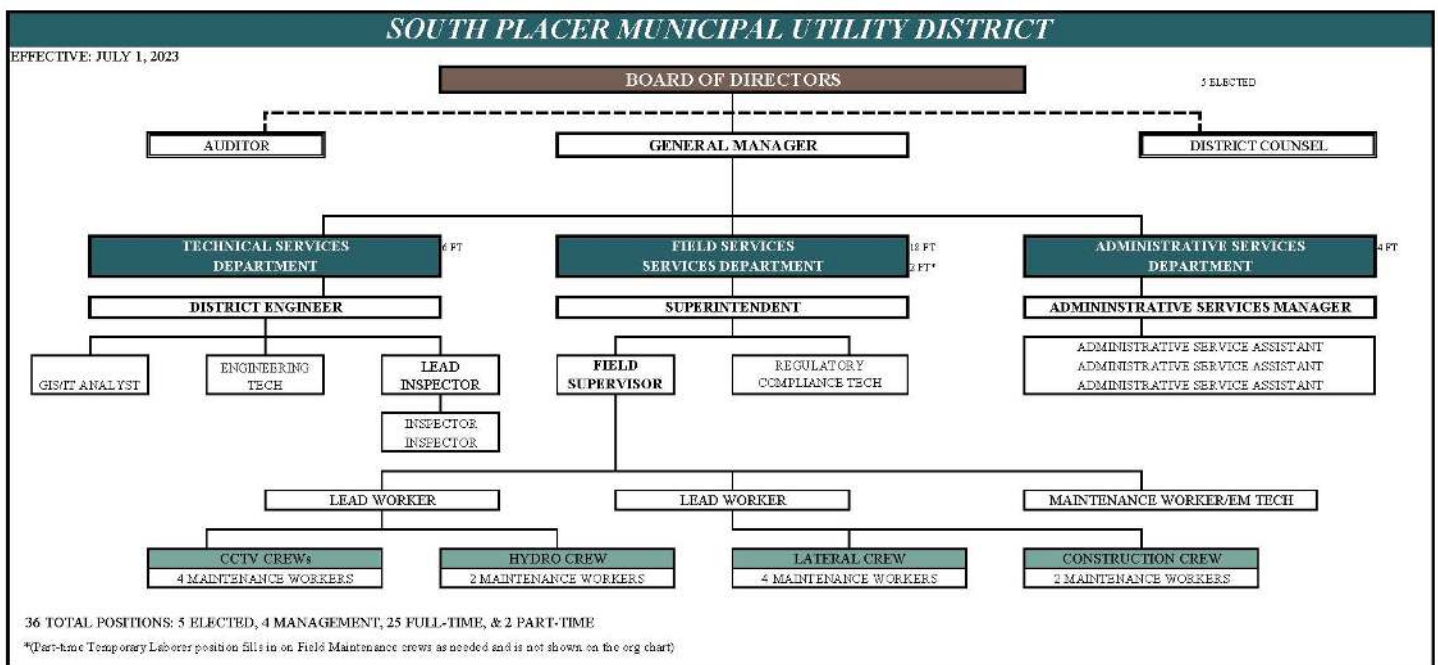 SOUTH PLACER MUNICIPAL UTILITY DISTRICT
EFFECTIVE: JULY 1, 2023
BOARD OF DIRECTORS
5 ELECTED
AUDITOR
GENERAL MANAGER
DISTRICT COUNSEL
TECHNICAL SERVICES
DEPARTMENT
6 FT
FIELD SERVICES
SERVICES DEPARTMENT
18 FT
2 PT*
ADMINISTRATIVE SERVICES
DEPARTMENT
4 FT
DISTRICT ENGINEER
SUPERINTENDENT
ADMININSTRATIVE SERVICES MANAGER
GIS/IT ANALYST
ENGINEERING
TECH
LEAD
INSPECTOR
FIELD
SUPERVISOR
REGULATORY
COMPLIANCE TECH
ADMINISTRATIVE SERVICE ASSISTANT
ADMINISTRATIVE SERVICE ASSISTANT
ADMINISTRATIVE SERVICE ASSISTANT
INSPECTOR
INSPECTOR
LEAD WORKER
LEAD WORKER
MAINTENANCE WORKER/EM TECH
CCTV CREWs
4 MAINTENANCE WORKERS
HYDRO CREW
2 MAINTENANCE WORKERS
LATERAL CREW
4 MAINTENANCE WORKERS
CONSTRUCTION CREW
2 MAINTENANCE WORKERS
36 TOTAL POSITIONS: 5 ELECTED, 4 MANAGEMENT, 25 FULL-TIME, & 2 PART-TIME
*(Part-time Temporary Laborer position fills in on Field Maintenance crews as needed and is not shown on the org chart)